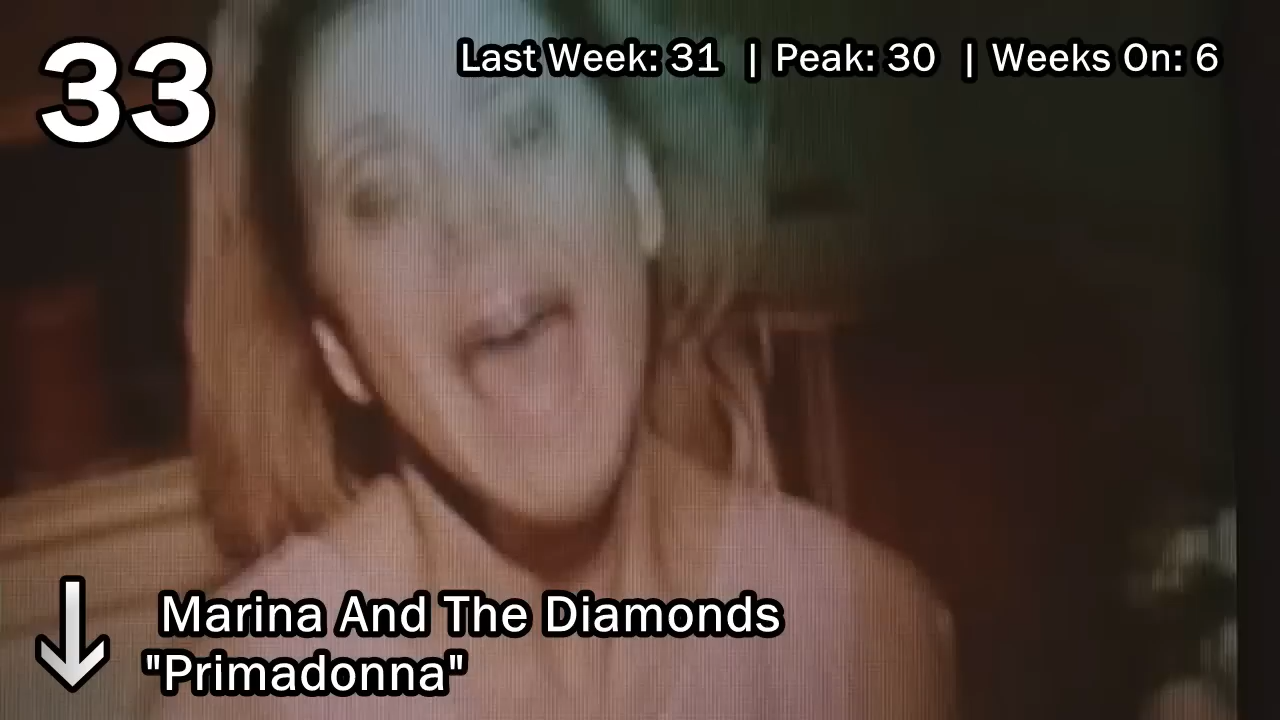 33
Last Week: 31 | Peak: 30 | Weeks On: 6
Marina And The Diamonds
"Primadonna"